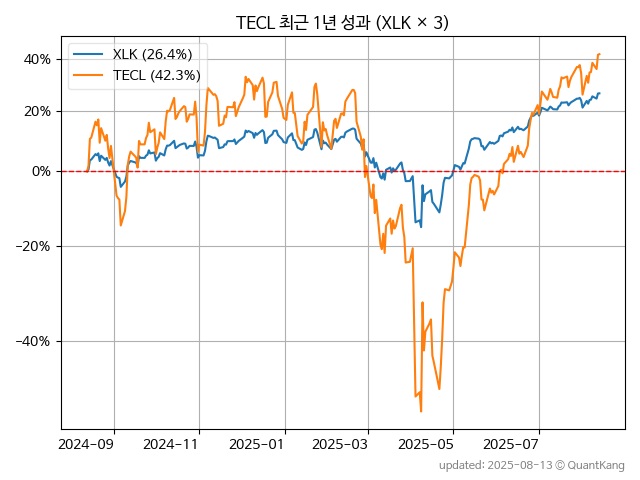 TECL 최근 1년 성과 (XLK × 3)
XLK (26.4%)
TECL (42.3%)
40%
20%
0%
−20%
−40%
2024-09 2024-11 2025-01 2025-03 2025-05 2025-07
updated: 2025-08-13 © QuantKang